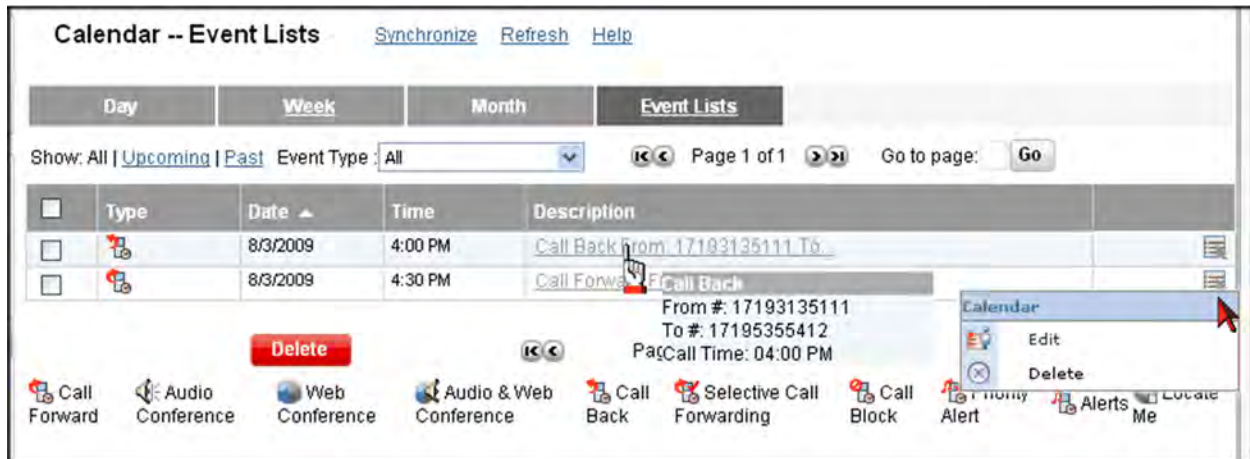 Calendar -- Event Lists Synchronize Refresh Help
Day Week Month Event Lists
Show: All | Upcoming | Past Event Type : All Page 1 of 1 Go to page: Go
Type Date Time Description
8/3/2009 4:00 PM Call Back From: 17193135111 To...
8/3/2009 4:30 PM Call Forward
Call Back
From #: 17193135111
To #: 17195355412
Call Time: 04:00 PM
Calendar
Edit
Delete
Delete
Call Forward
Audio Conference
Web Conference
Audio & Web Conference
Call Back
Selective Call Forwarding
Call Block
Priority Alert
Alerts
Locate Me